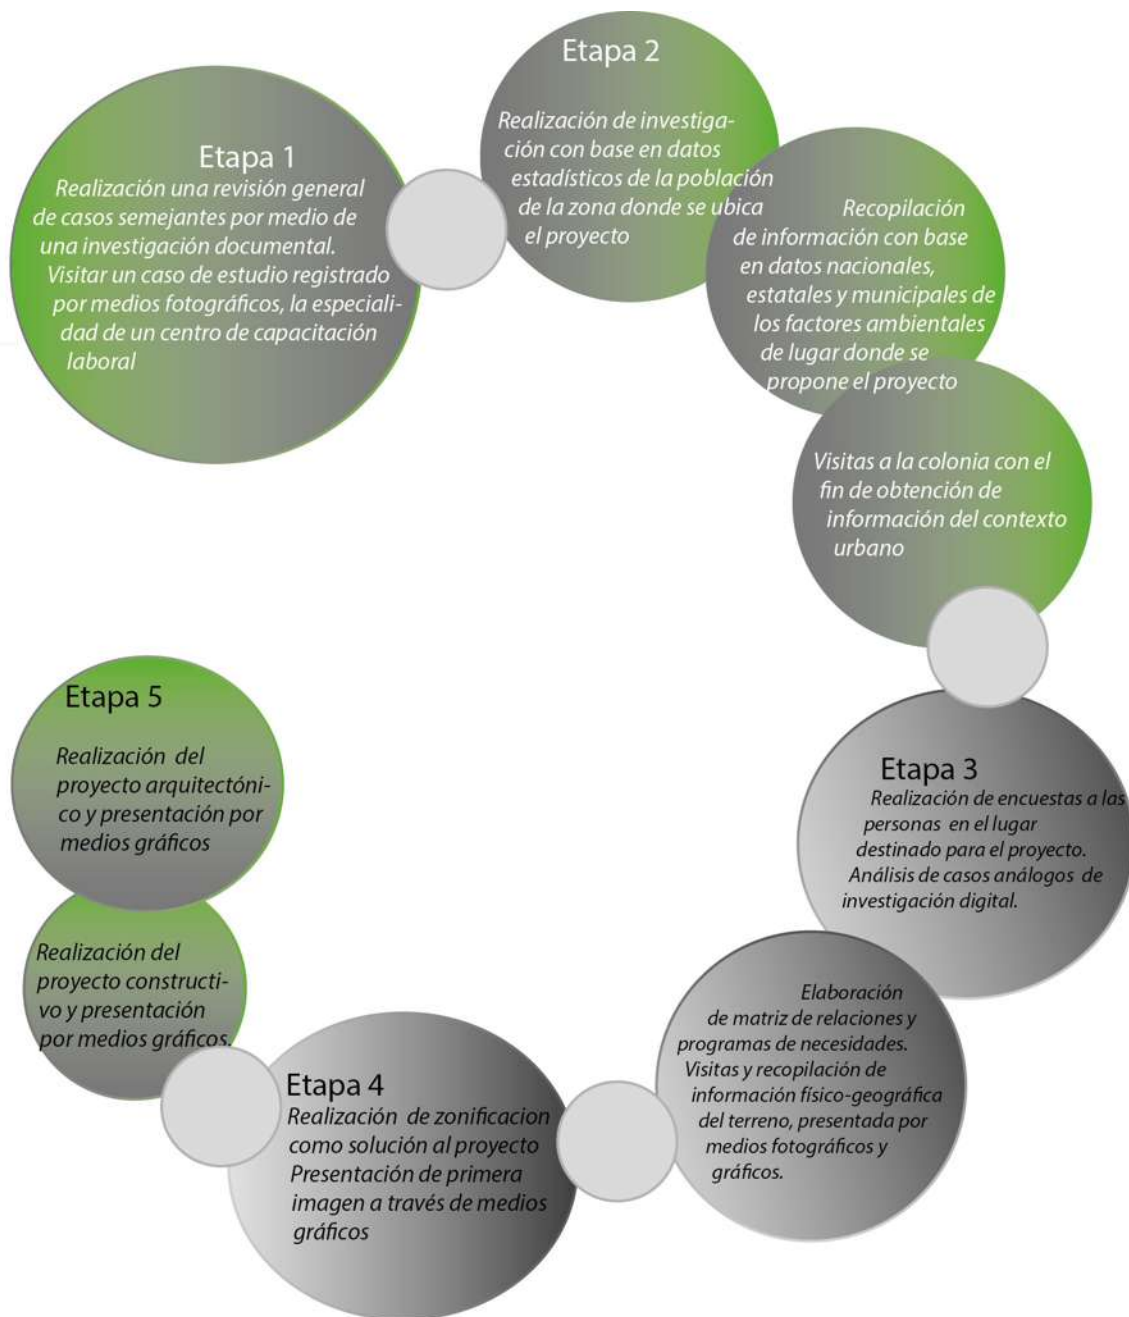 Etapa 1
Realización una revisión general
de casos semejantes por medio de
una investigación documental.
Visitar un caso de estudio registrado
por medios fotográficos, la especiali-
dad de un centro de capacitación
laboral
Etapa 2
Realización de investiga-
ción con base en datos
estadísticos de la población
de la zona donde se ubica
el proyecto
Recopilación
de información con base
en datos nacionales,
estatales y municipales de
los factores ambientales
de lugar donde se
propone el proyecto
Visitas a la colonia con el
fin de obtención de
información del contexto
urbano
Etapa 3
Realización de encuestas a las
personas en el lugar
destinado para el proyecto.
Análisis de casos análogos de
investigación digital.
Elaboración
de matriz de relaciones y
programas de necesidades.
Visitas y recopilación de
información físico-geográfica
del terreno, presentada por
medios fotográficos y
gráficos.
Etapa 4
Realización de zonificacion
como solución al proyecto
Presentación de primera
imagen a través de medios
gráficos
Etapa 5
Realización del
proyecto arquitectóni-
co y presentación por
medios gráficos
Realización del
proyecto constructi-
vo y presentación
por medios gráficos.